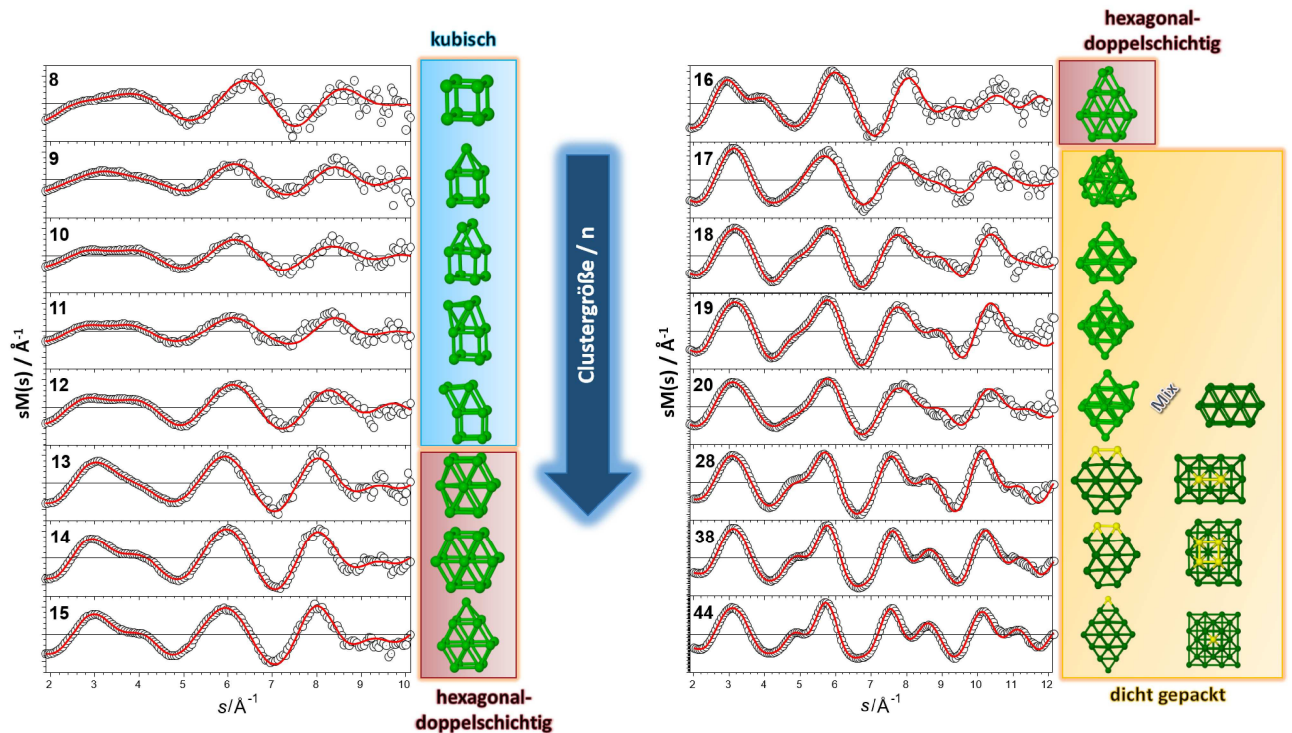 kubisch
8
9
10
11
12
13
14
15
sM(s) / Å⁻¹
2 3 4 5 6 7 8 9 10
s/Å⁻¹
hexagonal-
doppelschichtig
Clustergröße / n
hexagonal-
doppelschichtig
16
17
18
19
20
Mix
28
38
44
sM(s) / Å⁻¹
2 3 4 5 6 7 8 9 10 11 12
s/Å⁻¹
dicht gepackt